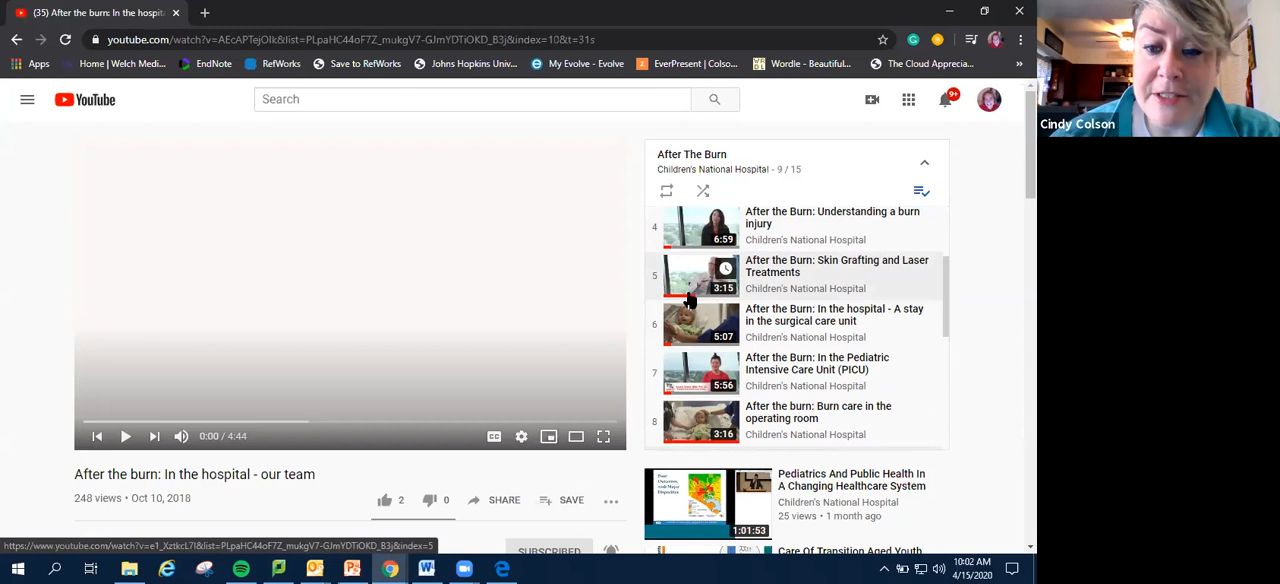 (35) After the burn: In the hospita
youtube.com/watch?v=AEcAPTejOIk&list=PLpaHC44oF7Z_mukgV7-GJmYDTiOKD_B3j&index=10&t=31s
Apps
Home | Welch Medi...
EndNote
RefWorks
Save to RefWorks
Johns Hopkins Univ...
My Evolve - Evolve
EverPresent | Colso...
Wordle - Beautiful...
The Cloud Apprecia...
»
Cindy Colson
YouTube
Search
9+
After The Burn
Children's National Hospital - 9 / 15
4
6:59
After the Burn: Understanding a burn
injury
Children's National Hospital
5
3:15
After the Burn: Skin Grafting and Laser
Treatments
Children's National Hospital
6
5:07
After the Burn: In the hospital - A stay
in the surgical care unit
Children's National Hospital
7
5:56
After the Burn: In the Pediatric
Intensive Care Unit (PICU)
Children's National Hospital
8
3:16
After the burn: Burn care in the
operating room
Children's National Hospital
0:00 / 4:44
CC
After the burn: In the hospital - our team
248 views • Oct 10, 2018
2
0
SHARE
SAVE
SUBSCRIBED
1:01:53
Pediatrics And Public Health In
A Changing Healthcare System
Children's National Hospital
25 views • 1 month ago
Care Of Transition Aged Youth
https://www.youtube.com/watch?v=e1_XztkcL7I&list=PLpaHC44oF7Z_mukgV7-GJmYDTiOKD_B3j&index=5
10:02 AM
4/15/2020